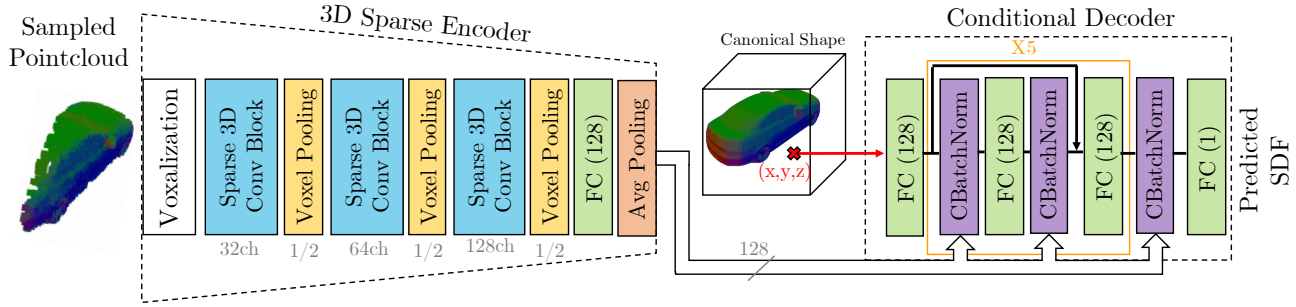 Sampled
Pointcloud
3D Sparse Encoder
Voxalization
Sparse 3D
Conv Block
32ch
Voxel Pooling
1/2
Sparse 3D
Conv Block
64ch
Voxel Pooling
1/2
Sparse 3D
Conv Block
128ch
Voxel Pooling
1/2
FC (128)
Avg Pooling
128
Canonical Shape
(x,y,z)
Conditional Decoder
X5
FC (128)
CBatchNorm
FC (128)
CBatchNorm
FC (128)
CBatchNorm
FC (1)
Predicted
SDF